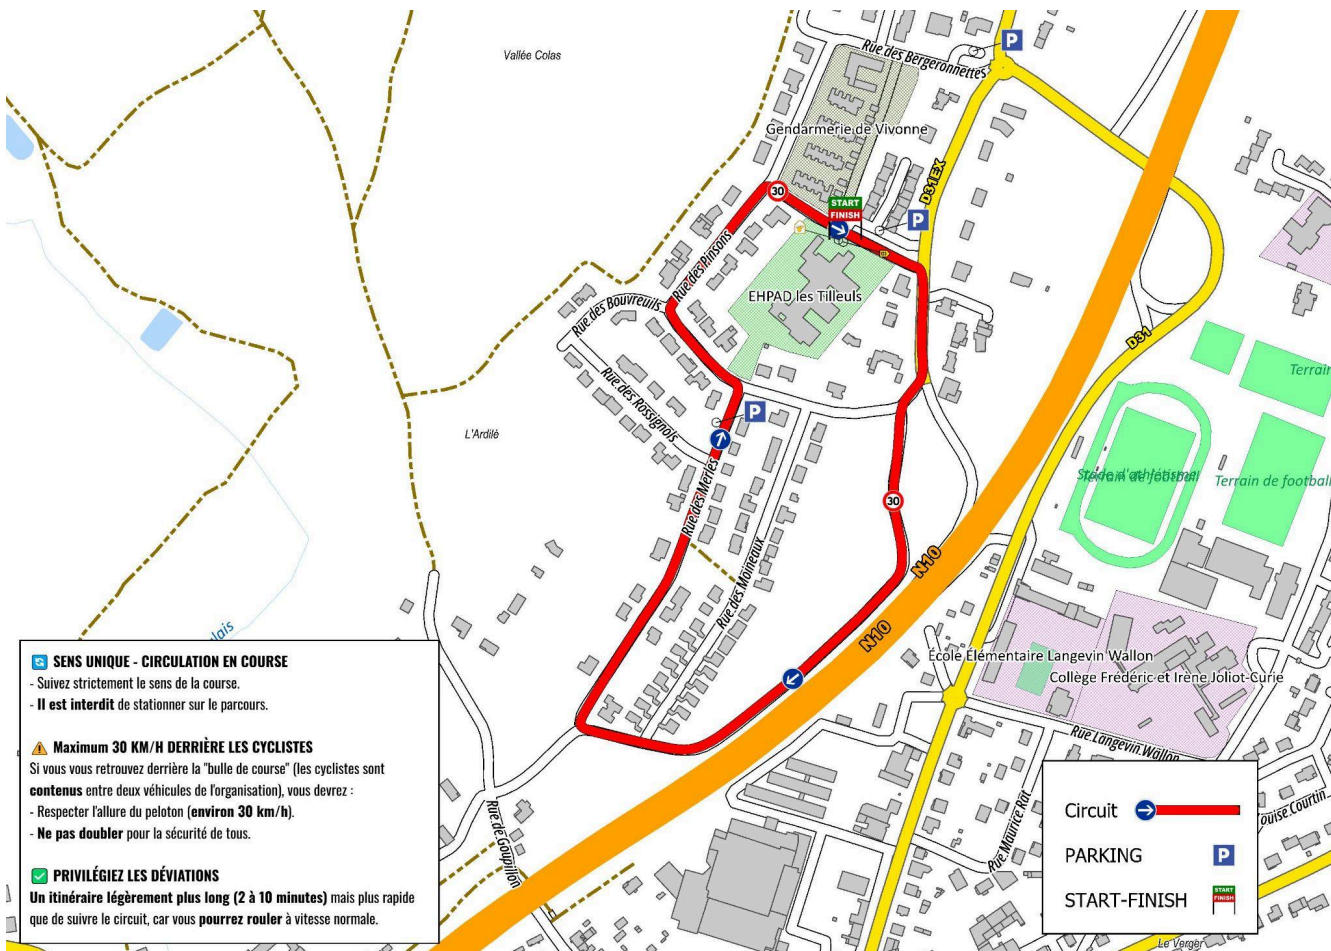 Vallée Colas
Rue des Bergeronnettes
P
Gendarmerie de Vivonne
D31EX
30
START
FINISH
P
Rue des Pinsons
EHPAD les Tilleuls
Rue des Bouvreuils
D31
Terrain
Rue des Rossignols
P
L'Ardilè
Stade d'athlétisme
Terrain de football
Terrain de football
Rue des Merles
30
N10
Rue des Moineaux
N10
École Élémentaire Langevin Wallon
Collège Frédéric et Irène Joliot-Curie
Rue Langevin Wallon
lais
SENS UNIQUE - CIRCULATION EN COURSE
- Suivez strictement le sens de la course.
- Il est interdit de stationner sur le parcours.
Maximum 30 KM/H DERRIÈRE LES CYCLISTES
Si vous vous retrouvez derrière la "bulle de course" (les cyclistes sont
contenus entre deux véhicules de l'organisation), vous devrez :
- Respecter l'allure du peloton (environ 30 km/h).
- Ne pas doubler pour la sécurité de tous.
PRIVILÉGIEZ LES DÉVIATIONS
Un itinéraire légèrement plus long (2 à 10 minutes) mais plus rapide
que de suivre le circuit, car vous pourrez rouler à vitesse normale.
Rue de Goupillon
Rue Maurice Rat
ouise Courtin
Circuit
PARKING P
START-FINISH START
FINISH
Le Verger